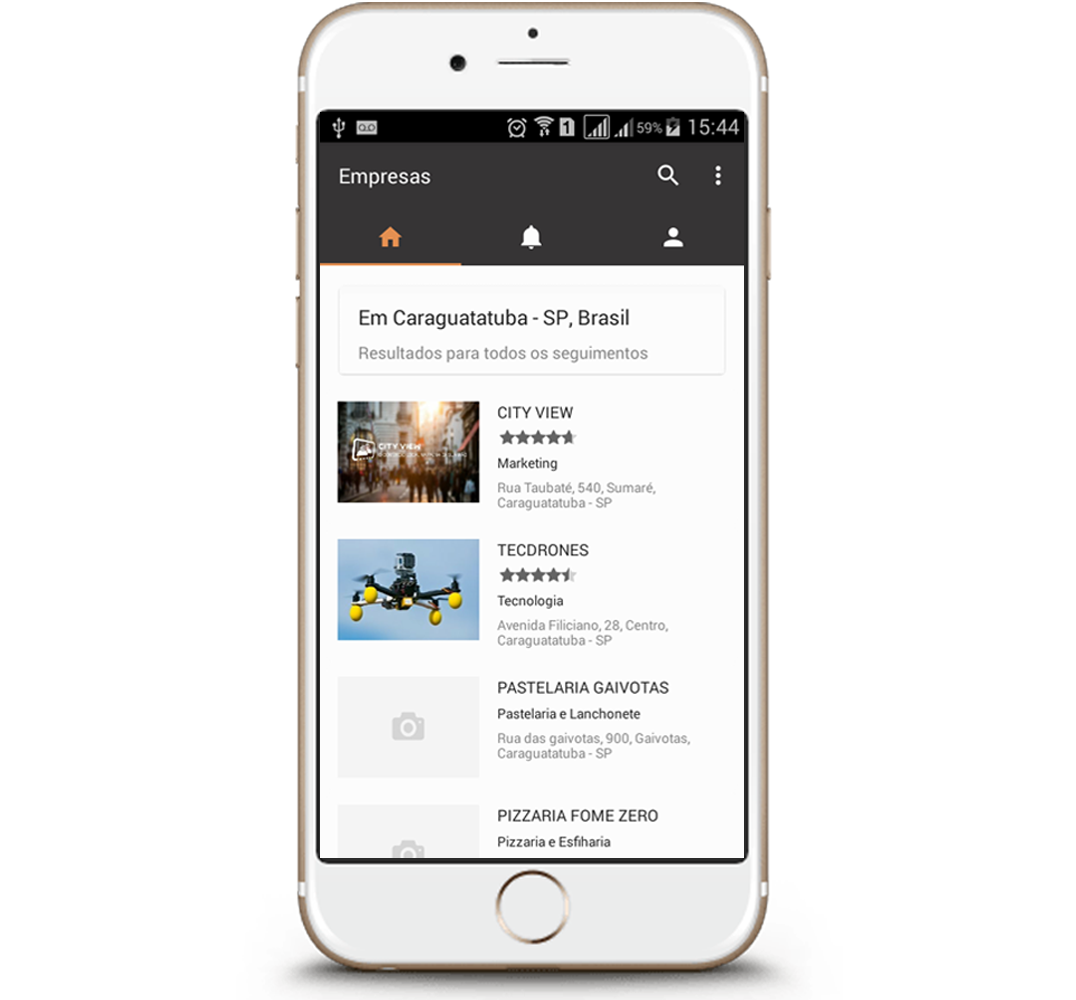 1 59% 15:44
Empresas
Em Caraguatatuba - SP, Brasil
Resultados para todos os seguimentos
CITY VIEW
CITY VIEW
Marketing
Rua Taubaté, 540, Sumaré,
Caraguatatuba - SP
TECDRONES
Tecnologia
Avenida Filiciano, 28, Centro,
Caraguatatuba - SP
PASTELARIA GAIVOTAS
Pastelaria e Lanchonete
Rua das gaivotas, 900, Gaivotas,
Caraguatatuba - SP
PIZZARIA FOME ZERO
Pizzaria e Esfiharia